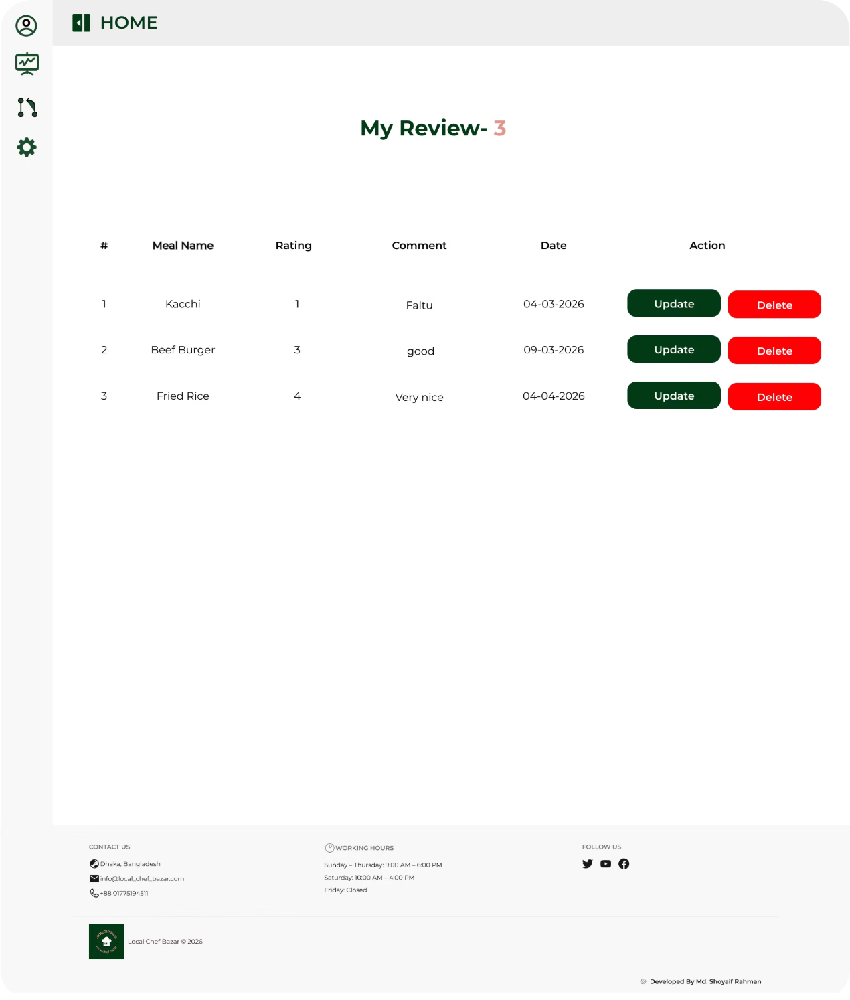 HOME
My Review- 3
# Meal Name Rating Comment Date Action
1 Kacchi 1 Faltu 04-03-2026 Update Delete
2 Beef Burger 3 good 09-03-2026 Update Delete
3 Fried Rice 4 Very nice 04-04-2026 Update Delete
CONTACT US
Dhaka, Bangladesh
info@local_chef_bazar.com
+88 01775194511
WORKING HOURS
Sunday – Thursday: 9:00 AM – 6:00 PM
Saturday: 10:00 AM – 4:00 PM
Friday: Closed
FOLLOW US
Local Chef Bazar © 2026
Developed By Md. Shoyaif Rahman